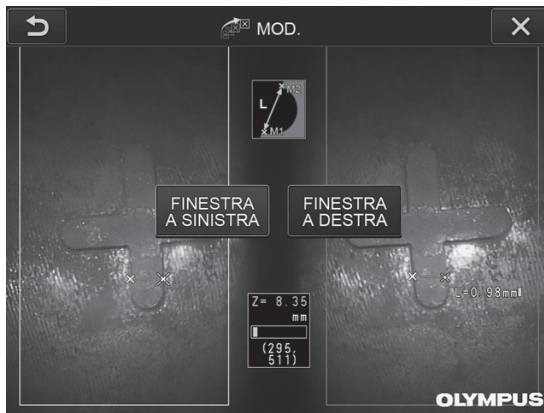 MOD.
M2
L
M1
FINESTRA
A SINISTRA
FINESTRA
A DESTRA
L=0.98mm
Z= 8.35
mm
(295,
511)
OLYMPUS